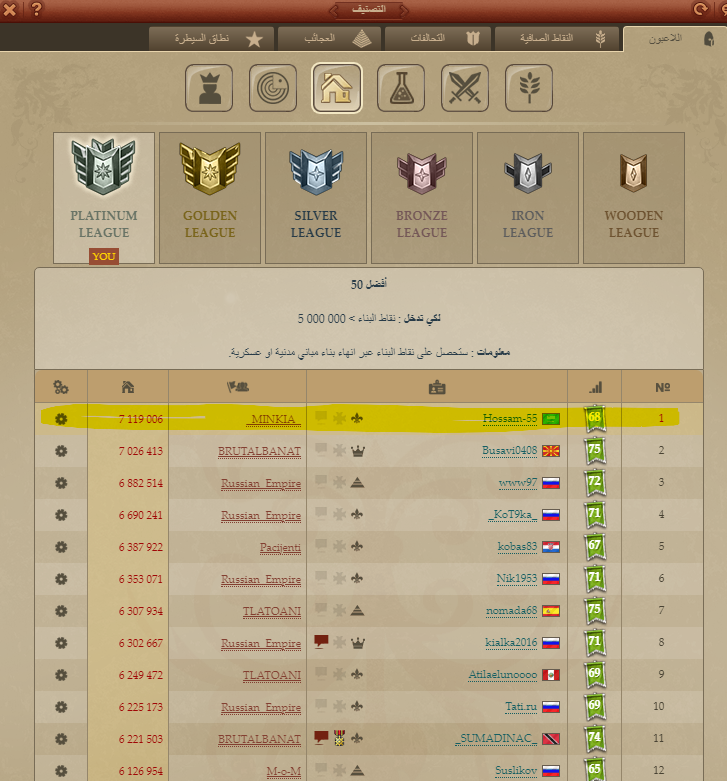 التصنيف
اللاعبون
النقاط الصافية
التحالفات
العجائب
نطاق السيطرة
PLATINUM LEAGUE
YOU
GOLDEN LEAGUE
SILVER LEAGUE
BRONZE LEAGUE
IRON LEAGUE
WOODEN LEAGUE
أفضل 50
لكي تدخل : نقاط البناء > 000 000 5
معلومات : ستحصل على نقاط البناء عبر انهاء بناء مباني مدنية او عسكرية.
№
1 68 Hossam-55 _MINKIA_ 7 119 006
2 75 Busavi0408 BRUTALBANAT 7 026 413
3 72 www97 Russian_Empire 6 882 514
4 71 _KoT9ka_ Russian_Empire 6 690 241
5 67 kobas83 Pacijenti 6 387 922
6 71 Nik1953 Russian_Empire 6 353 071
7 75 nomada68 TLATOANI 6 307 934
8 71 kialka2016 Russian_Empire 6 302 667
9 69 Atilaelunoooo TLATOANI 6 249 472
10 69 Tati.ru Russian_Empire 6 225 173
11 74 _SUMADINAC_ BRUTALBANAT 6 221 503
12 65 Suslikov M-o-M 6 126 954